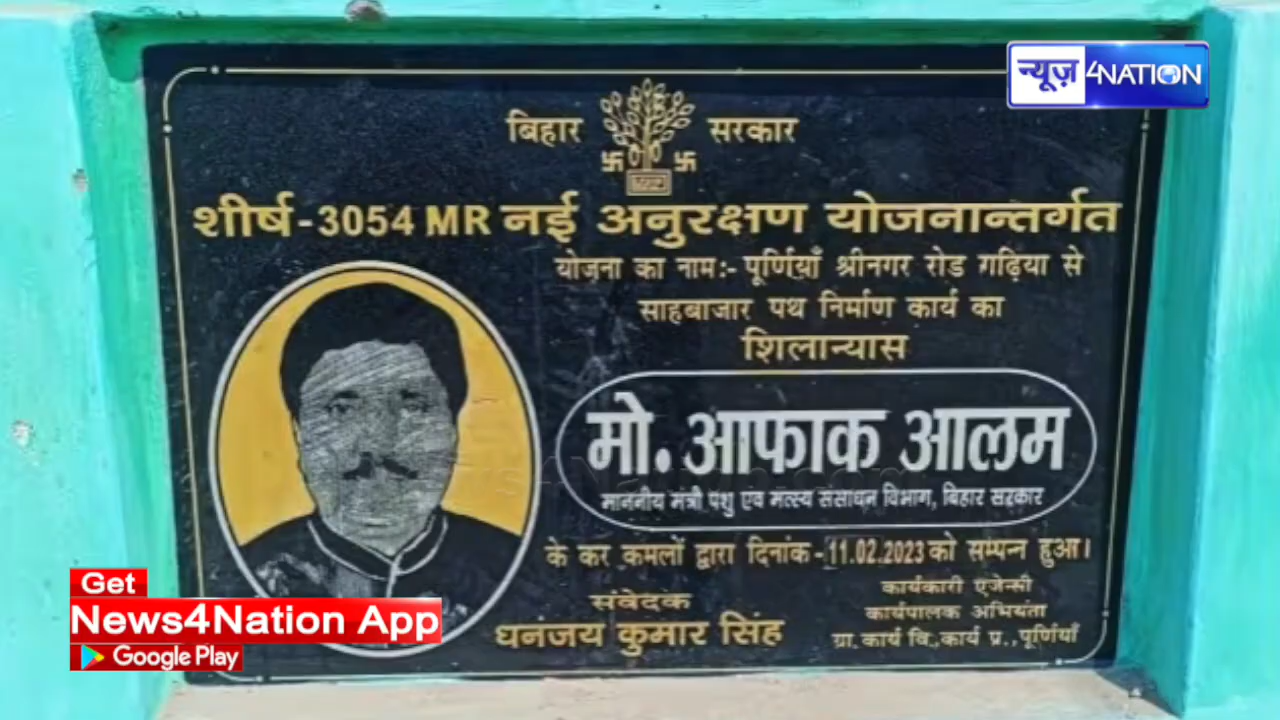 न्यूज़ 4NATION
बिहार सरकार
शीर्ष-3054 MR नई अनुरक्षण योजनान्तर्गत
योजना का नाम:- पूर्णियाँ श्रीनगर रोड गढ़िया से
साहबाजार पथ निर्माण कार्य का
शिलान्यास
मो. आफाक आलम
माननीय मंत्री पशु एवं मत्स्य संसाधन विभाग, बिहार सरकार
के कर कमलों द्वारा दिनांक-11.02.2023 को सम्पन्न हुआ।
संवेदक
धनंजय कुमार सिंह
कार्यकारी एजेन्सी
कार्यपालक अभियंता
ग्रा.कार्य वि.,कार्य प्र.,पूर्णियाँ
Get
News4Nation App
Google Play